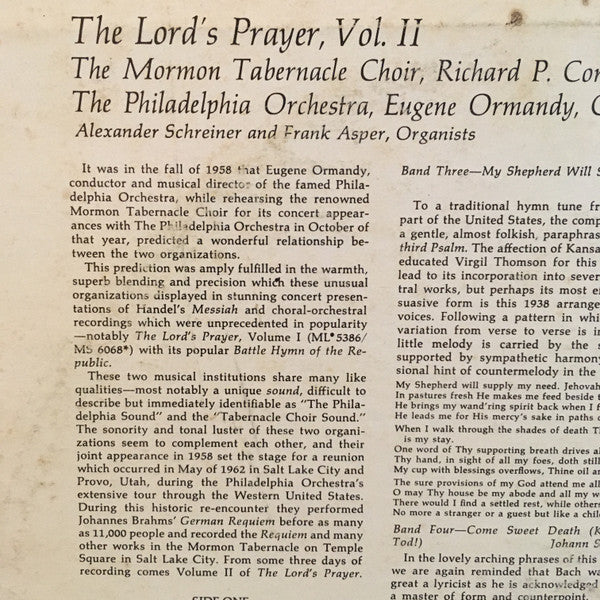 The Lord's Prayer, Vol. II
The Mormon Tabernacle Choir, Richard P.
The Philadelphia Orchestra, Eugene Ormandy,
Alexander Schreiner and Frank Asper, Organists
It was in the fall of 1958 that Eugene Ormandy,
conductor and musical director of the famed Phila-
delphia Orchestra, while rehearsing the renowned
Mormon Tabernacle Choir for its concert appear-
ances with The Philadelphia Orchestra in October of
that year, predicted a wonderful relationship be-
tween the two organizations.
This prediction was amply fulfilled in the warmth,
superb blending and precision which these unusual
organizations displayed in stunning concert presen-
tations of Handel's Messiah and choral-orchestral
recordings which were unprecedented in popularity
—notably The Lord's Prayer, Volume I (ML 5386/
MS 6068*) with its popular Battle Hymn of the Re-
public.
These two musical institutions share many like
qualities—most notably a unique sound, difficult to
describe but immediately identifiable as "The Phila-
delphia Sound" and the "Tabernacle Choir Sound."
The sonority and tonal luster of these two organi-
zations seem to complement each other, and their
joint appearance in 1958 set the stage for a reunion
which occurred in May of 1962 in Salt Lake City and
Provo, Utah, during the Philadelphia Orchestra's
extensive tour through the Western United States.
During this historic re-encounter they performed
Johannes Brahms' German Requiem before as many
as 11,000 people and recorded the Requiem and many
other works in the Mormon Tabernacle on Temple
Square in Salt Lake City. From some three days of
recording comes Volume II of The Lord's Prayer.
SIDE ONE
Band Three—My Shepherd Will
To a traditional hymn tune
part of the United States, the
a gentle, almost folkish,
third Psalm. The affection of
educated Virgil Thomson for this
lead to its incorporation into
tral works, but perhaps its most
suasive form is this 1938
voices. Following a pattern in
variation from verse to verse is
little melody is carried by the
supported by sympathetic
sional hint of countermelody in the
My Shepherd will supply my need.
In pastures fresh He makes me feed beside
He brings my wand'ring spirit back when I
He leads me for His mercy's sake in paths
When I walk through the shades of death
is my stay.
One word of Thy supporting breath drives
Thy hand, in sight of all my foes, doth
My cup with blessings overflows, Thine oil
The sure provisions of my God attend me
O may Thy house be my abode and all my
There would I find a settled rest, while
No more a stranger or a guest but like a
Band Four—Come Sweet Death
Tod!) Johann
In the lovely arching phrases of this
we are again reminded that Bach
great a lyricist as he is acknowledged
a master of form and counterpoint.